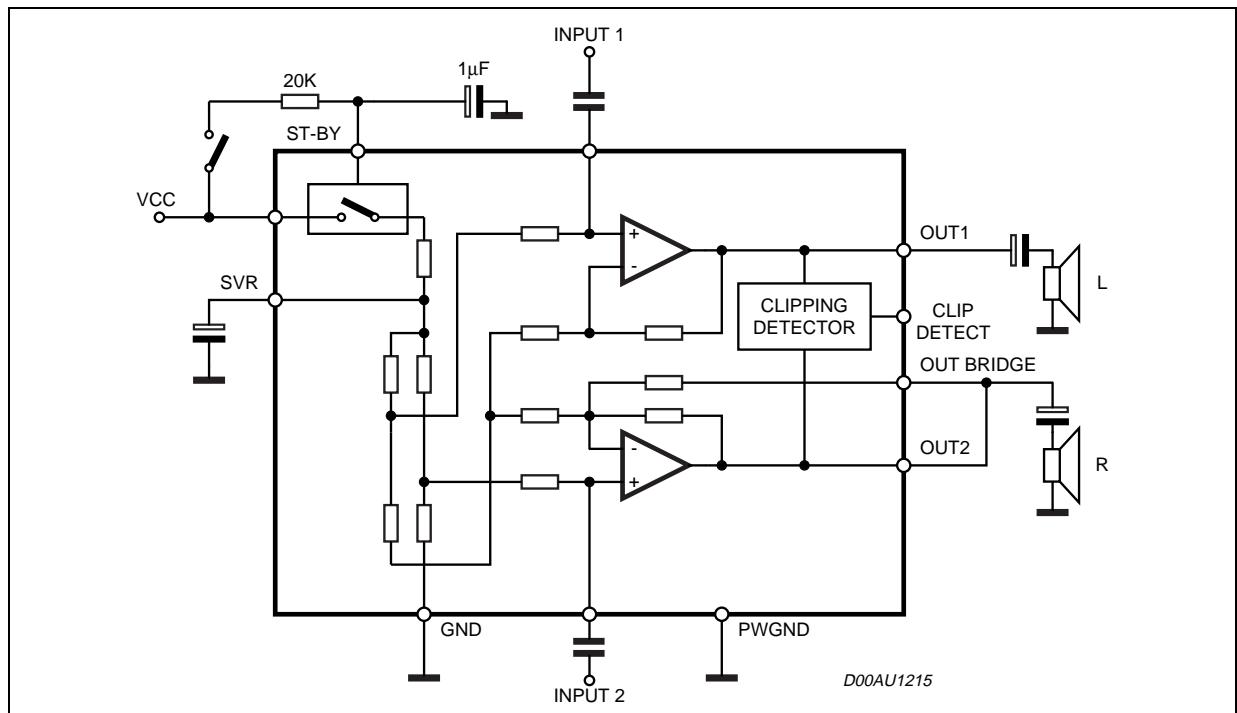 INPUT 1
20K
1µF
ST-BY
VCC
SVR
+
-
OUT1
L
CLIPPING
DETECTOR
CLIP
DETECT
OUT BRIDGE
-
+
OUT2
R
GND
PWGND
INPUT 2
D00AU1215